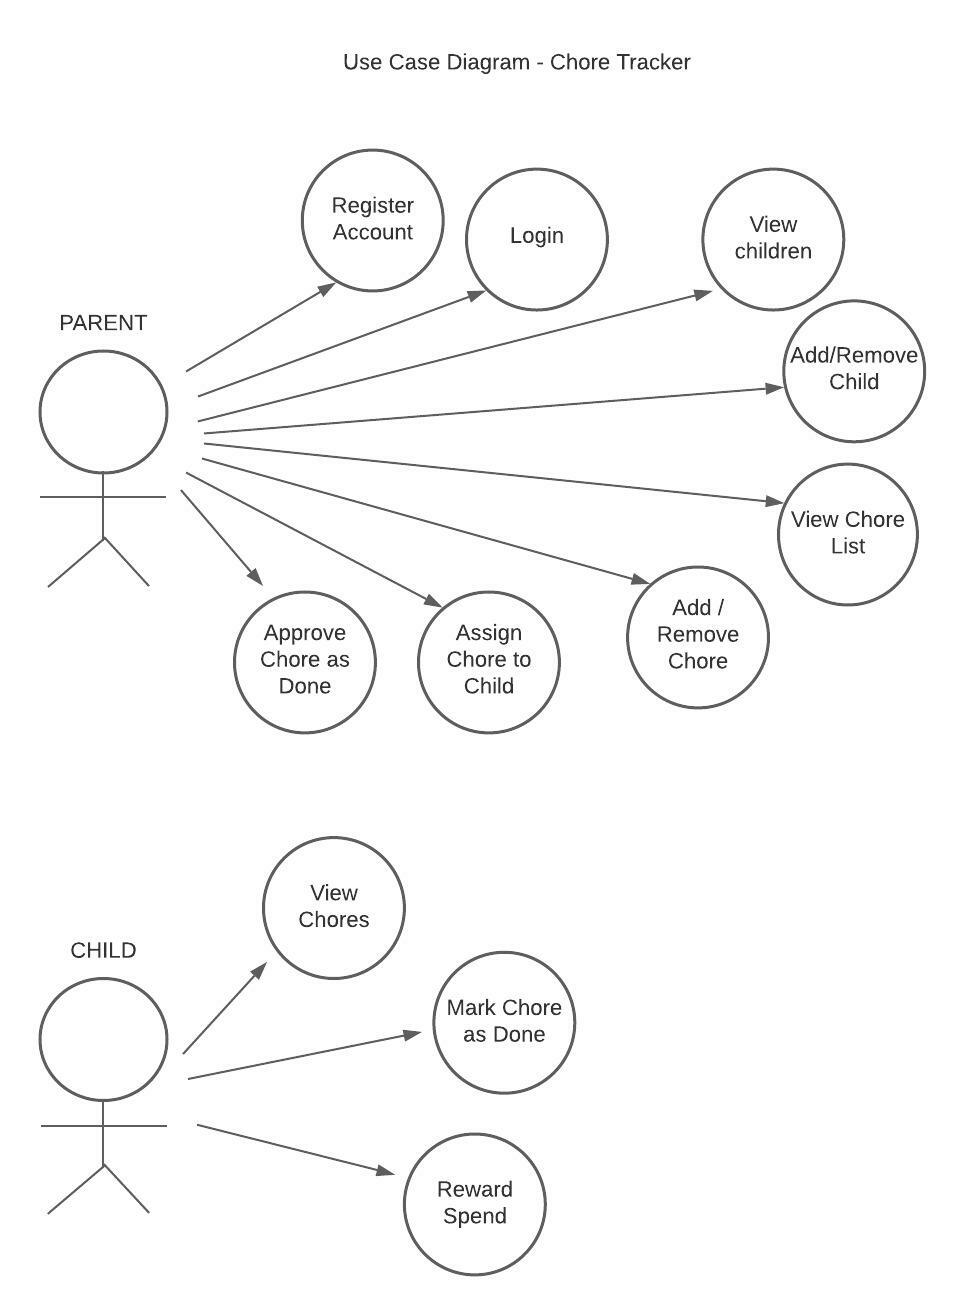 Use Case Diagram - Chore Tracker
Register
Account
Login
View
children
PARENT
Add/Remove
Child
View Chore
List
Add /
Remove
Chore
Approve
Chore as
Done
Assign
Chore to
Child
View
Chores
CHILD
Mark Chore
as Done
Reward
Spend